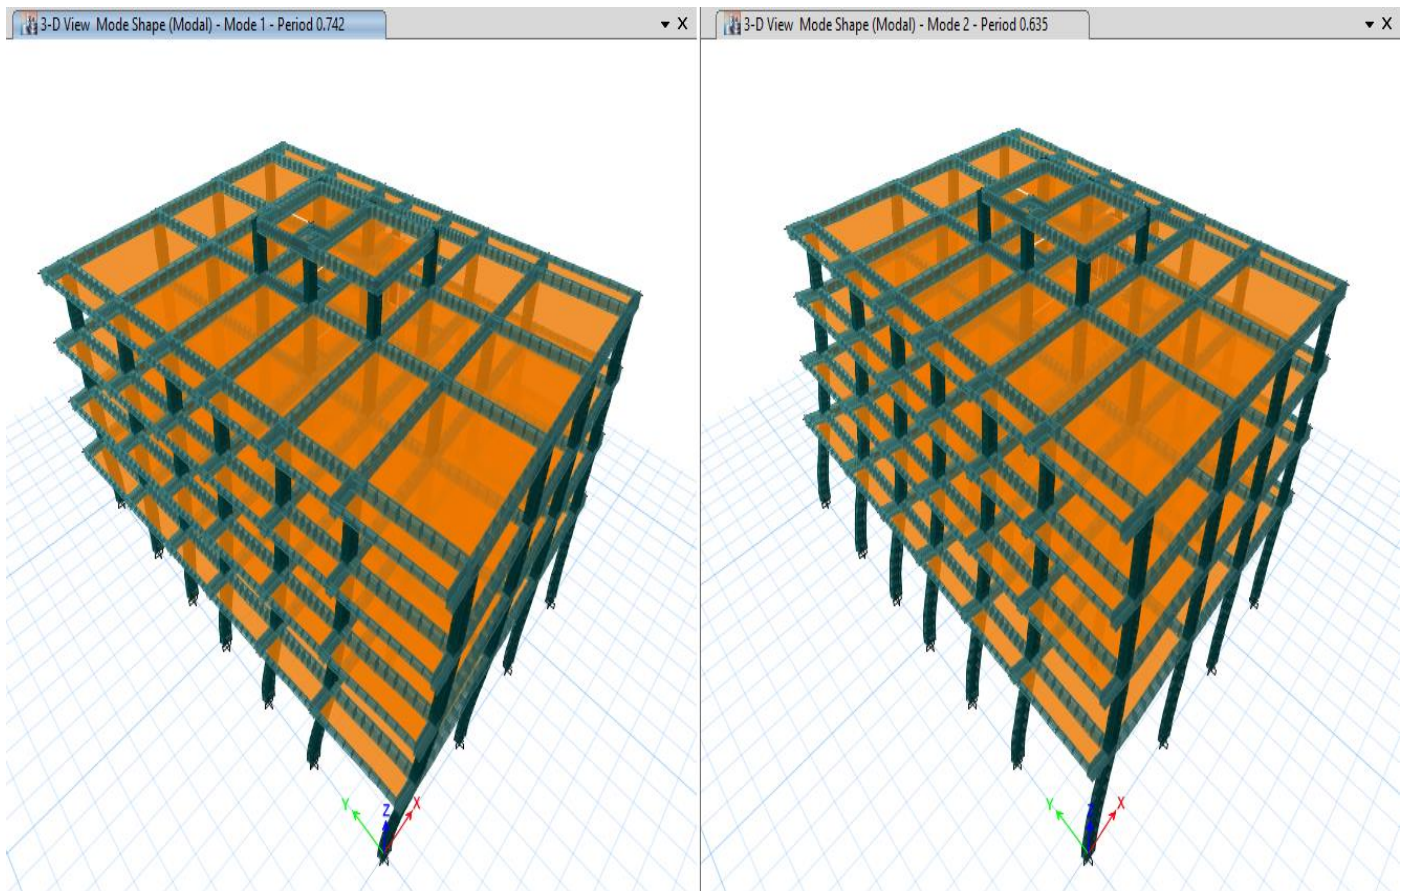 3-D View Mode Shape (Modal) - Mode 1 - Period 0.742
X
3-D View Mode Shape (Modal) - Mode 2 - Period 0.635
X
Y
Z
X
Y
Z
X